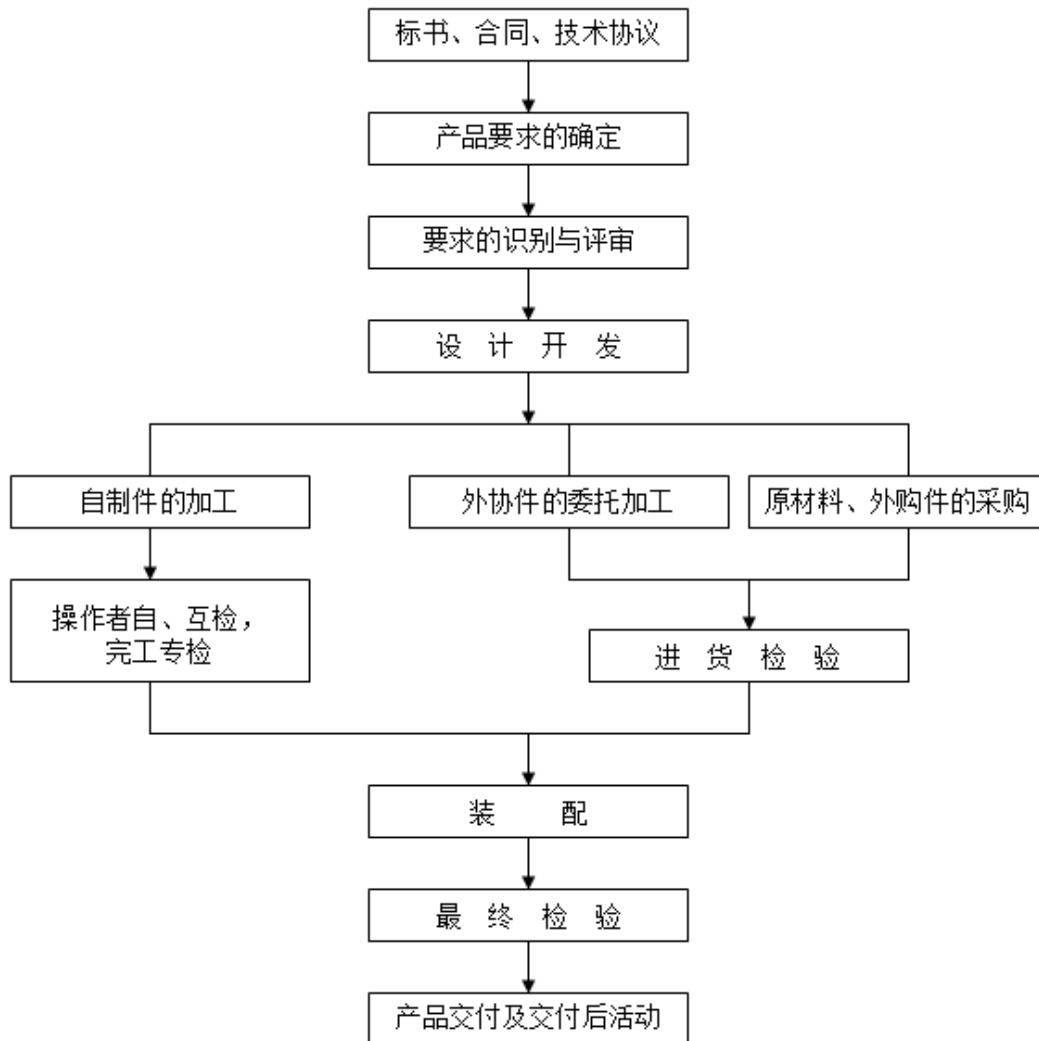 标书、合同、技术协议
产品要求的确定
要求的识别与评审
设 计 开 发
自制件的加工
外协件的委托加工
原材料、外购件的采购
操作者自、互检，
完工专检
进 货 检 验
装 配
最 终 检 验
产品交付及交付后活动